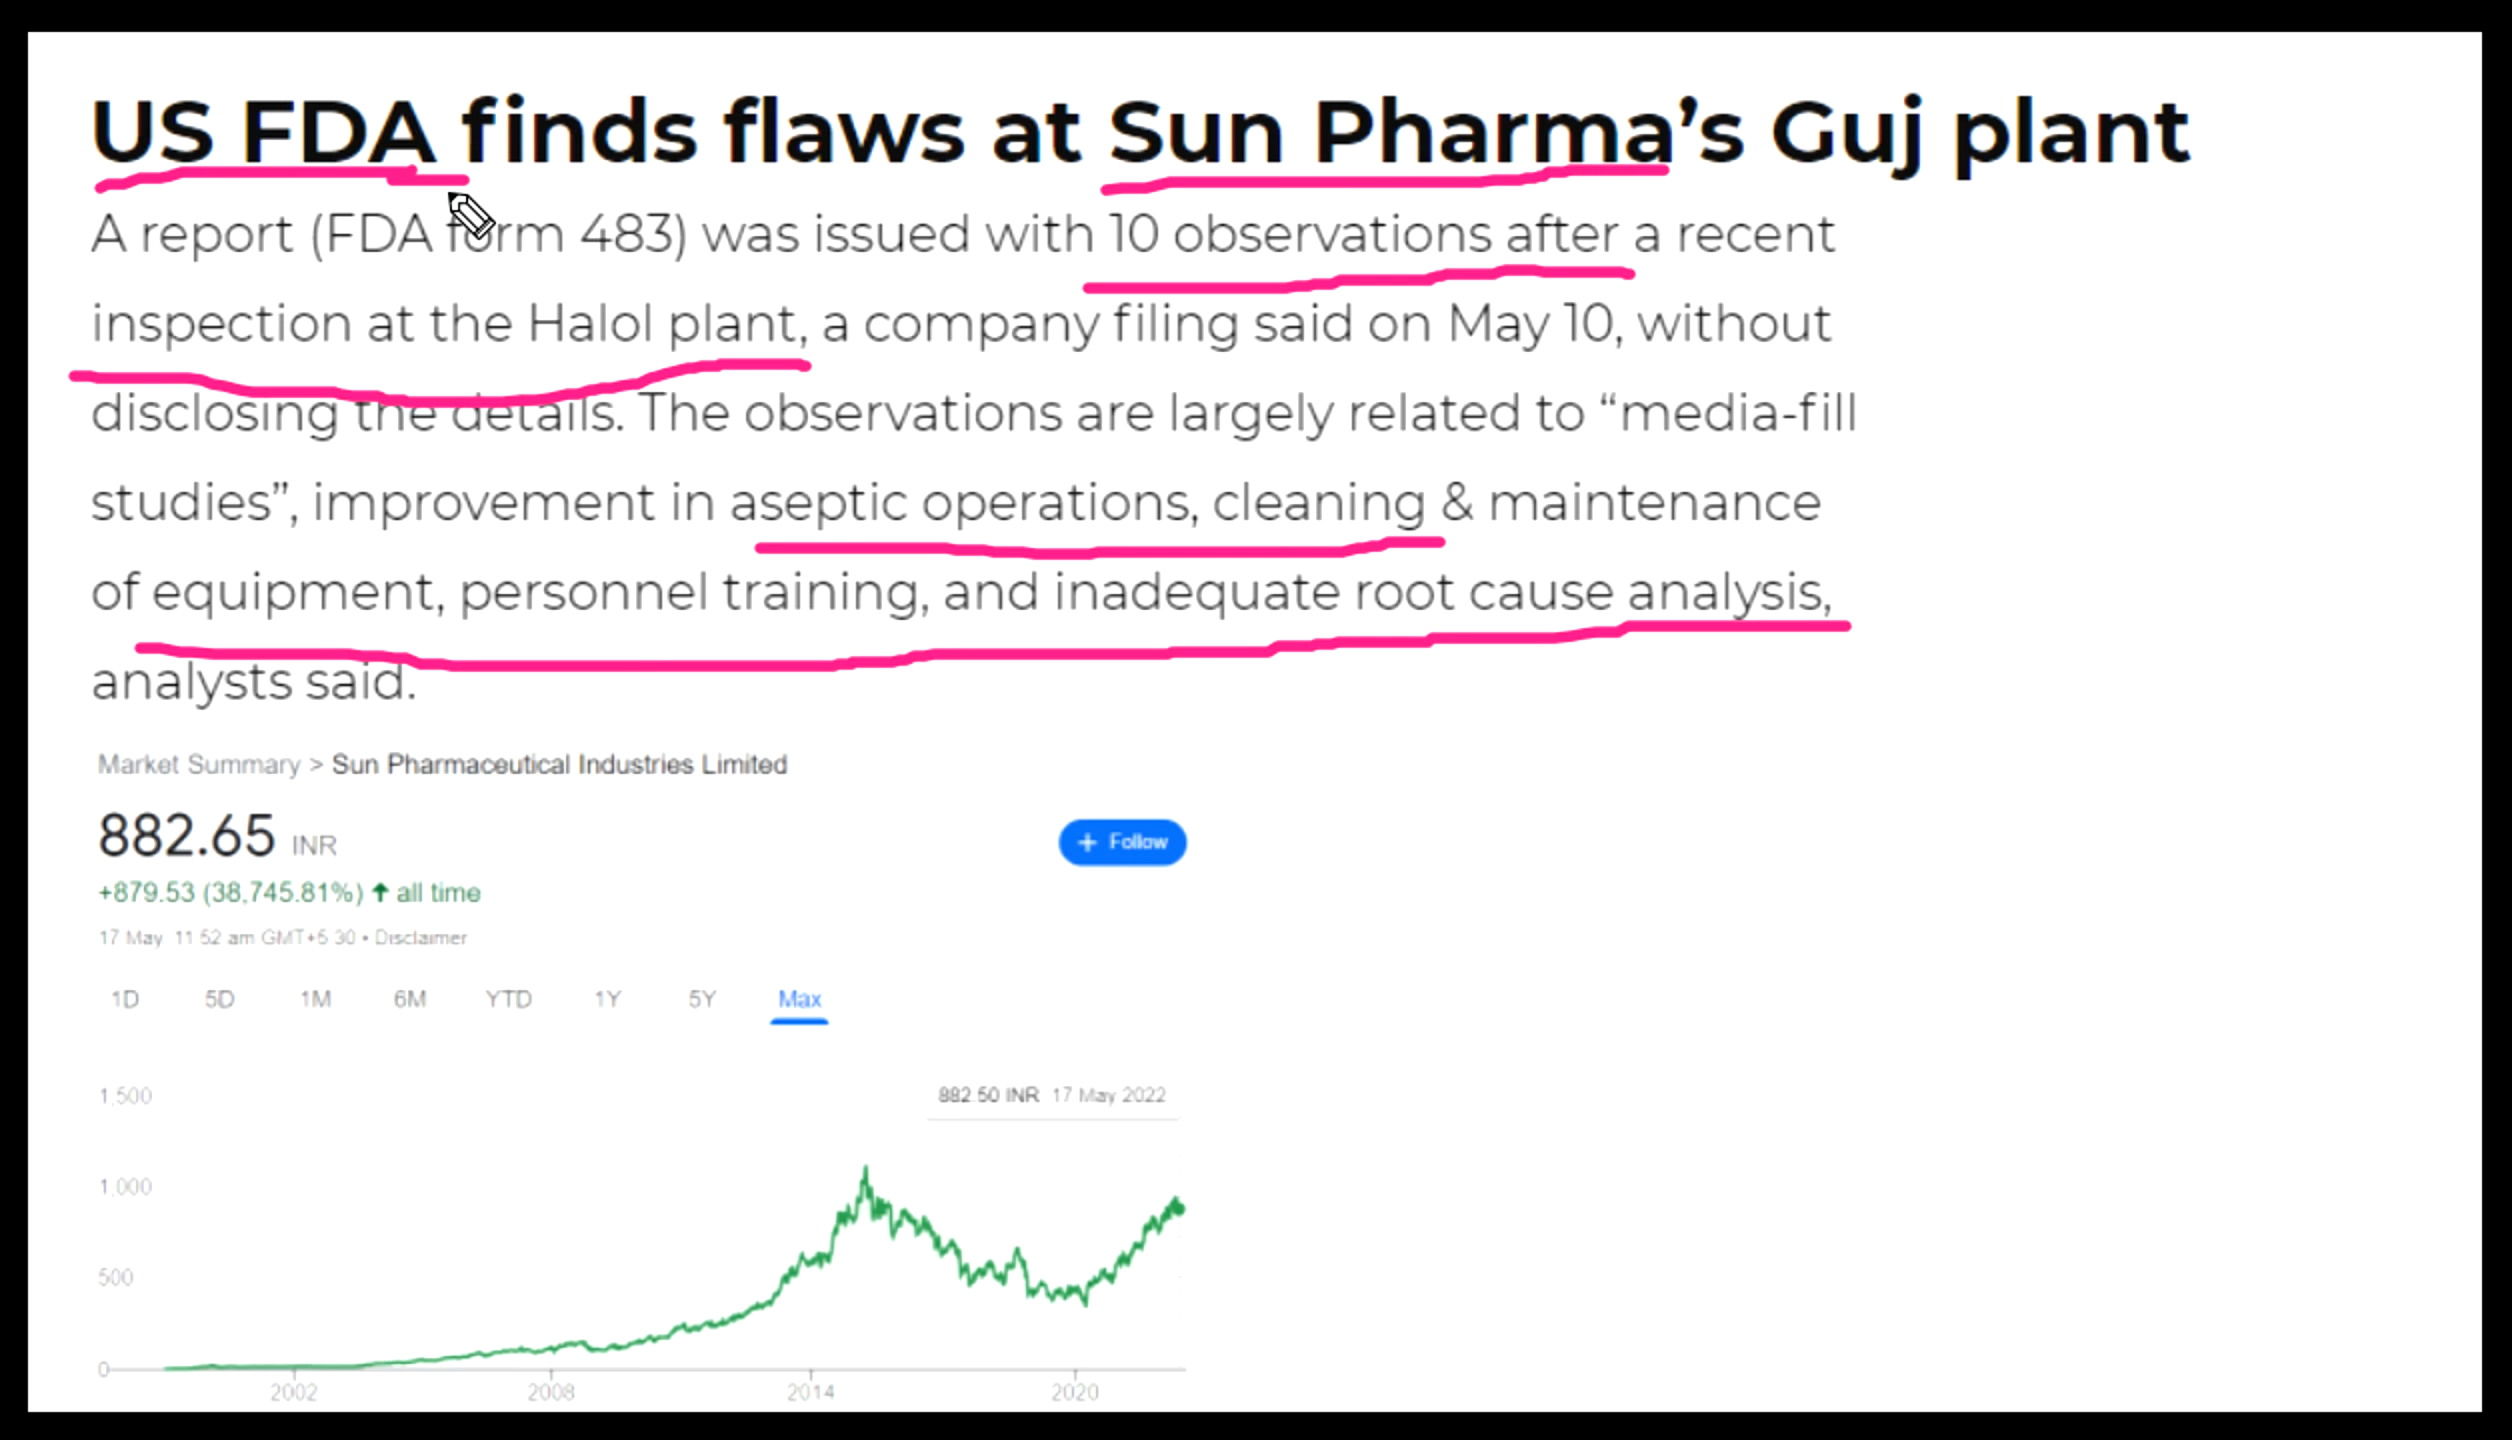 US FDA finds flaws at Sun Pharma’s Guj plant
A report (FDA form 483) was issued with 10 observations after a recent
inspection at the Halol plant, a company filing said on May 10, without
disclosing the details. The observations are largely related to “media-fill
studies”, improvement in aseptic operations, cleaning & maintenance
of equipment, personnel training, and inadequate root cause analysis,
analysts said.
Market Summary > Sun Pharmaceutical Industries Limited
882.65 INR
+ Follow
+879.53 (38,745.81%) ↑ all time
17 May 11:52 am GMT+5:30 • Disclaimer
1D 5D 1M 6M YTD 1Y 5Y Max
882.50 INR 17 May 2022
1,500
1,000
500
0
2002 2008 2014 2020